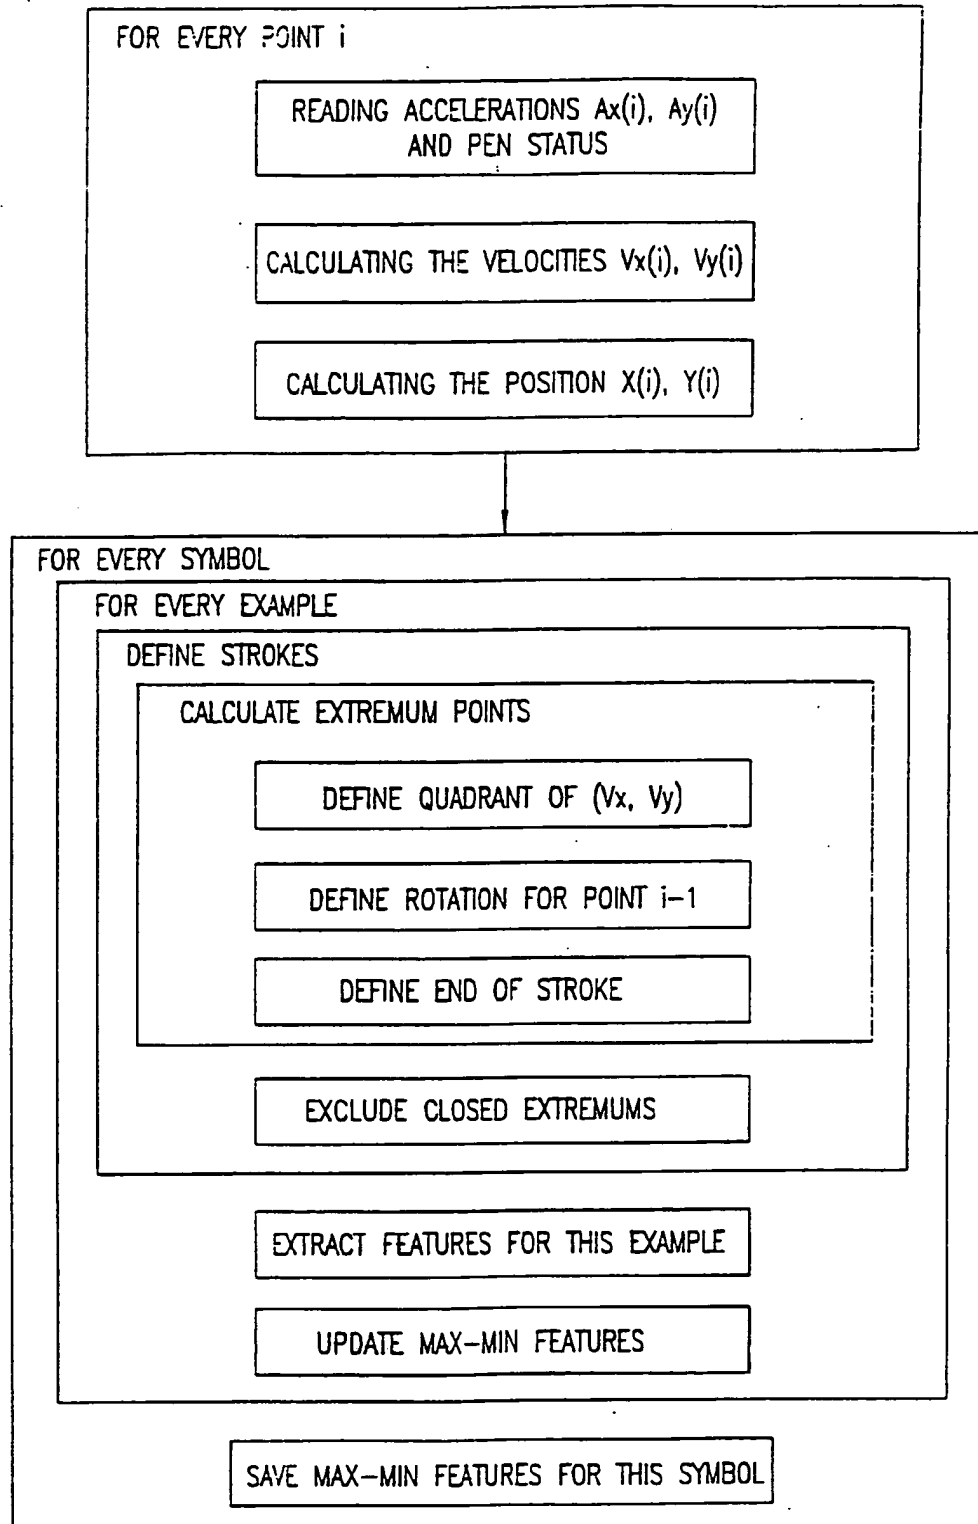 FOR EVERY POINT i
READING ACCELERATIONS Ax(i), Ay(i)
AND PEN STATUS
CALCULATING THE VELOCITIES Vx(i), Vy(i)
CALCULATING THE POSITION X(i), Y(i)
FOR EVERY SYMBOL
FOR EVERY EXAMPLE
DEFINE STROKES
CALCULATE EXTREMUM POINTS
DEFINE QUADRANT OF (Vx, Vy)
DEFINE ROTATION FOR POINT i-1
DEFINE END OF STROKE
EXCLUDE CLOSED EXTREMUMS
EXTRACT FEATURES FOR THIS EXAMPLE
UPDATE MAX-MIN FEATURES
SAVE MAX-MIN FEATURES FOR THIS SYMBOL